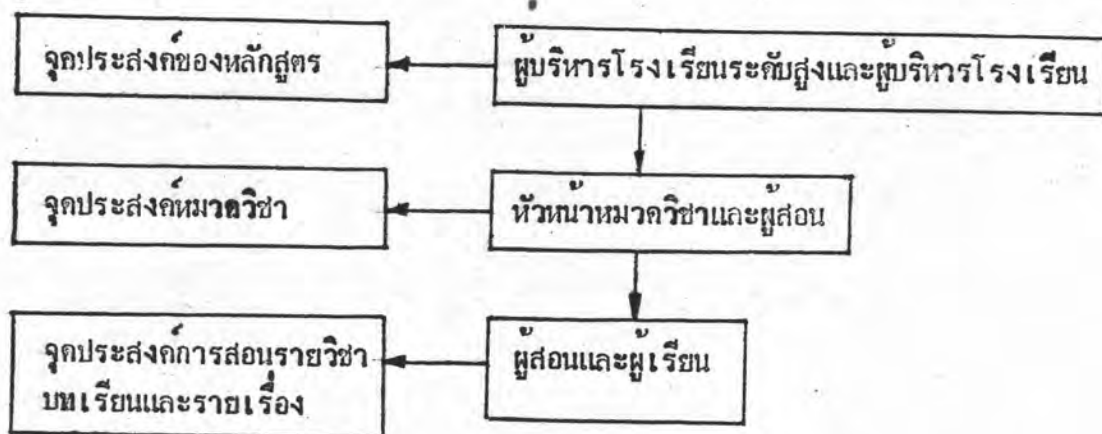 จุดประสงค์ของหลักสูตร
ผู้บริหารโรงเรียนระดับสูงและผู้บริหารโรงเรียน
จุดประสงค์หมวดวิชา
หัวหน้าหมวดวิชาและผู้สอน
จุดประสงค์การสอนรายวิชา
บทเรียนและรายเรื่อง
ผู้สอนและผู้เรียน